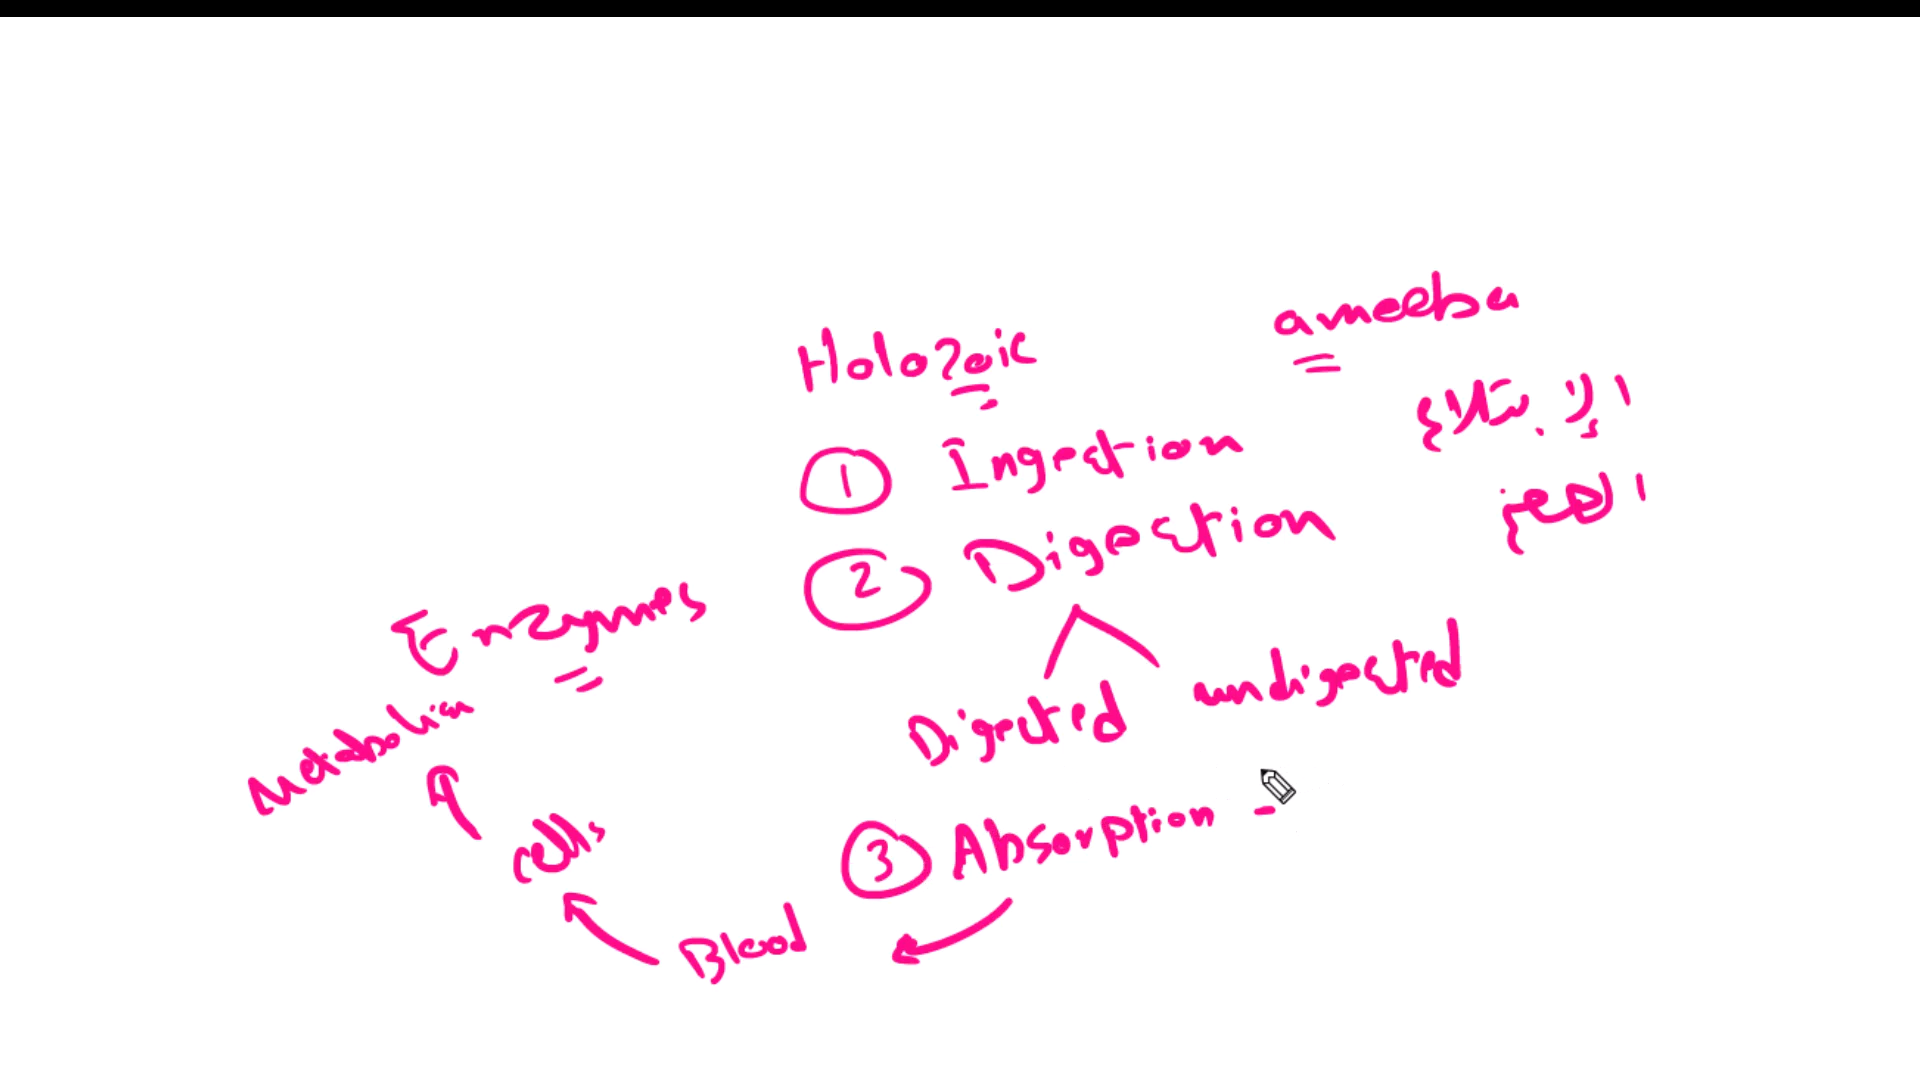 ameeba
Holozoic
الابتلاع
① Ingestion
الهضم
② Digestion
Enzymes
Digested undigested
Metabolism
③ Absorption -
cells
Blood